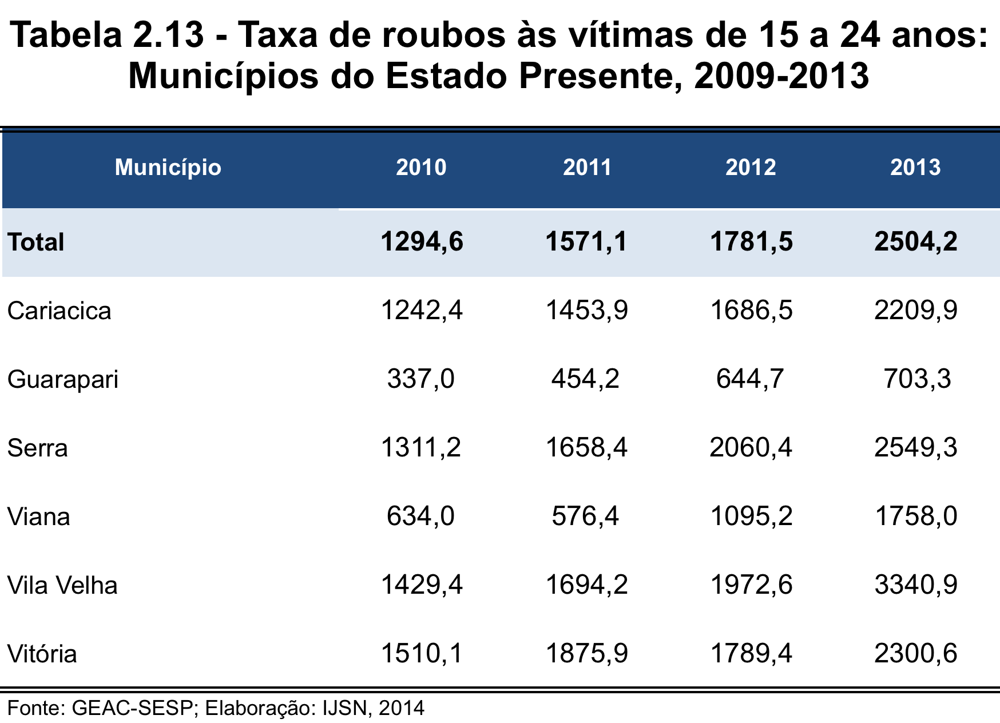 Tabela 2.13 - Taxa de roubos às vítimas de 15 a 24 anos:
Municípios do Estado Presente, 2009-2013
Município 2010 2011 2012 2013
Total 1294,6 1571,1 1781,5 2504,2
Cariacica 1242,4 1453,9 1686,5 2209,9
Guarapari 337,0 454,2 644,7 703,3
Serra 1311,2 1658,4 2060,4 2549,3
Viana 634,0 576,4 1095,2 1758,0
Vila Velha 1429,4 1694,2 1972,6 3340,9
Vitória 1510,1 1875,9 1789,4 2300,6
Fonte: GEAC-SESP; Elaboração: IJSN, 2014